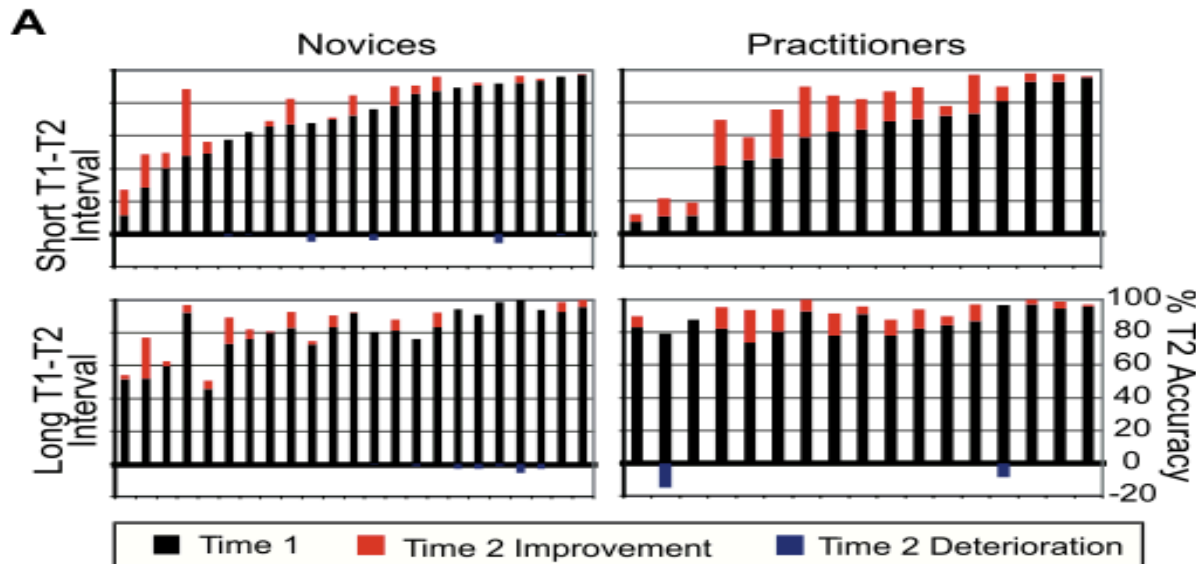 A
Novices
Practitioners
Short T1-T2
Interval
Long T1-T2
Interval
100
80
60
40
20
0
-20
% T2 Accuracy
Time 1
Time 2 Improvement
Time 2 Deterioration